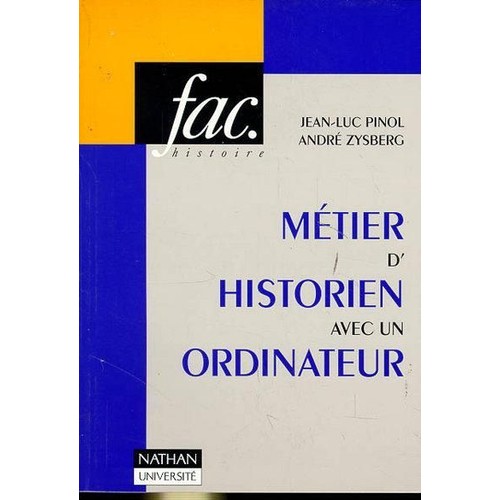 fac.
histoire
JEAN-LUC PINOL
ANDRÉ ZYSBERG
MÉTIER
D'
HISTORIEN
AVEC UN
ORDINATEUR
NATHAN
UNIVERSITÉ